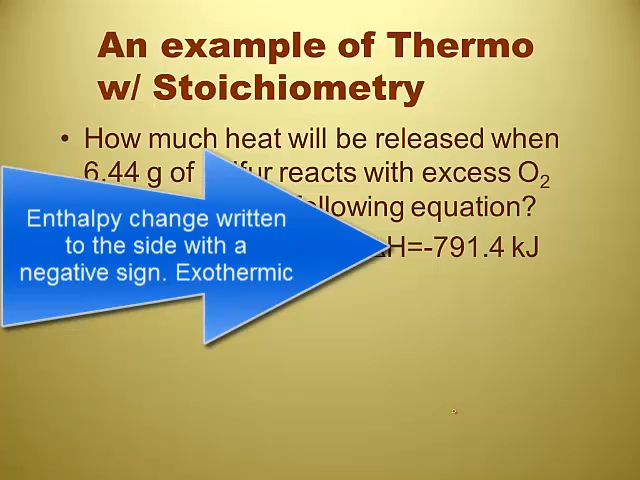 An example of Thermo
w/ Stoichiometry
• How much heat will be released when
6.44 g of reacts with excess O2
following equation?
H=-791.4 kJ
Enthalpy change written
to the side with a
negative sign. Exothermic